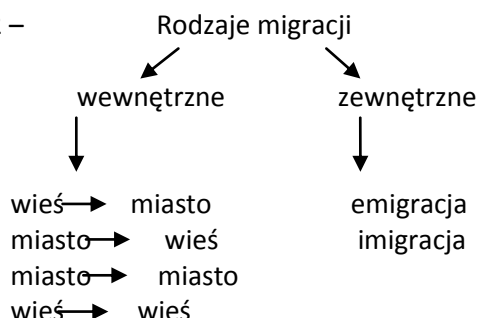 – Rodzaje migracji
wewnętrzne zewnętrzne
wieś miasto emigracja
miasto wieś imigracja
miasto miasto
wieś wieś